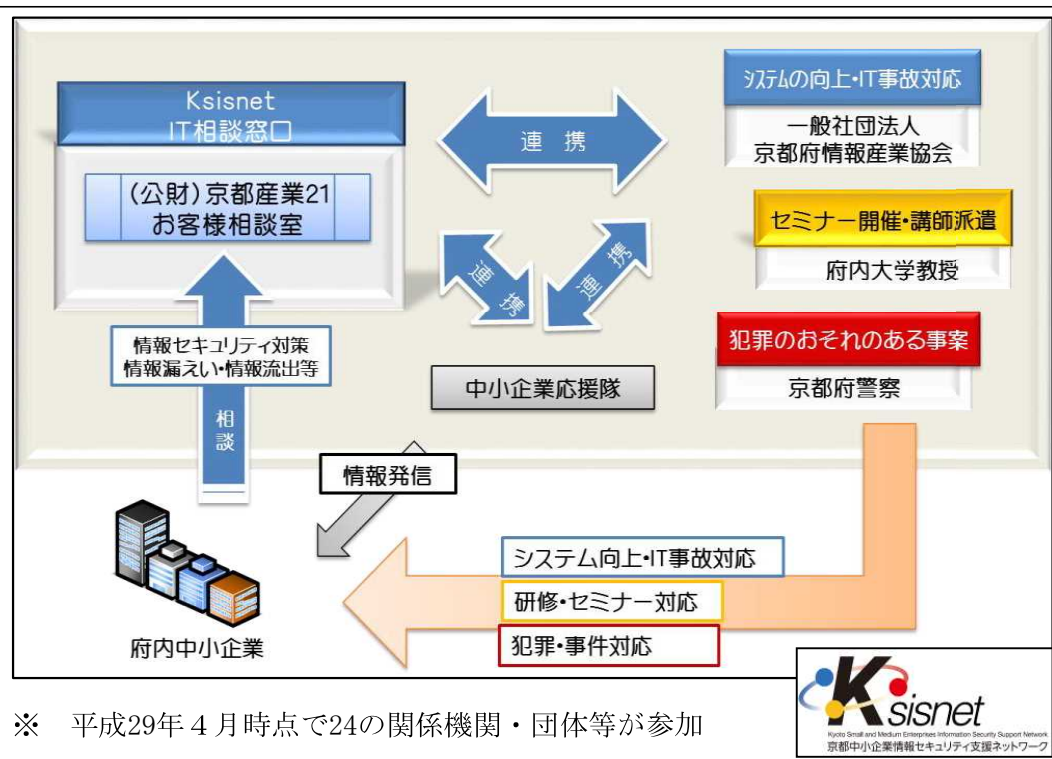 Ksisnet
IT相談窓口
(公財)京都産業21
お客様相談室
連 携
システムの向上・IT事故対応
一般社団法人
京都府情報産業協会
セミナー開催・講師派遣
府内大学教授
連 携
連 携
犯罪のおそれのある事案
京都府警察
情報セキュリティ対策
情報漏えい・情報流出等
中小企業応援隊
相談
情報発信
システム向上・IT事故対応
研修・セミナー対応
犯罪・事件対応
府内中小企業
Ksisnet
Kyoto Small and Medium Enterprises Information Security Support Network
京都中小企業情報セキュリティ支援ネットワーク
※ 平成29年4月時点で24の関係機関・団体等が参加